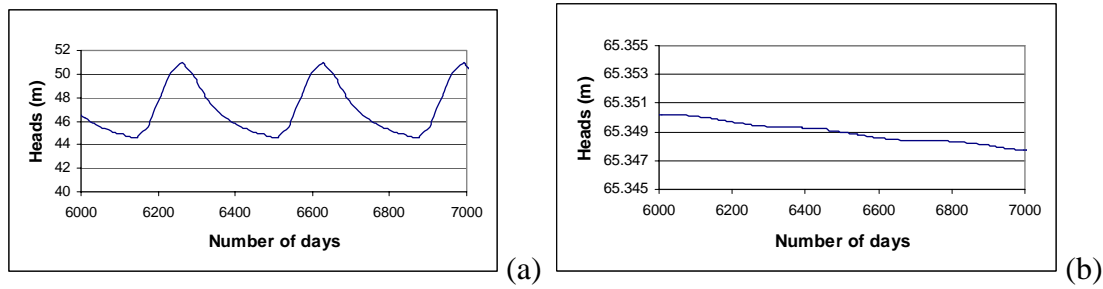 52
50
48
46
44
42
40
Heads (m)
6000 6200 6400 6600 6800 7000
Number of days
(a)
65.355
65.353
65.351
65.349
65.347
65.345
Heads (m)
6000 6200 6400 6600 6800 7000
Number of days
(b)